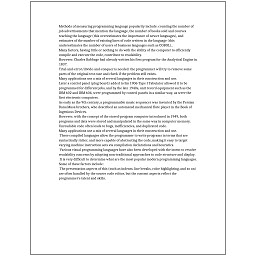 Methods of measuring programming language popularity include: counting the number of
job advertisements that mention the language, the number of books sold and courses
teaching the language (this overestimates the importance of newer languages), and
estimates of the number of existing lines of code written in the language (this
underestimates the number of users of business languages such as COBOL).
Many factors, having little or nothing to do with the ability of the computer to efficiently
compile and execute the code, contribute to readability.
However, Charles Babbage had already written his first program for the Analytical Engine in
1837.
Trial-and-error/divide-and-conquer is needed: the programmer will try to remove some
parts of the original test case and check if the problem still exists.
Many applications use a mix of several languages in their construction and use.
Later a control panel (plug board) added to his 1906 Type I Tabulator allowed it to be
programmed for different jobs, and by the late 1940s, unit record equipment such as the
IBM 602 and IBM 604, were programmed by control panels in a similar way, as were the
first electronic computers.
As early as the 9th century, a programmable music sequencer was invented by the Persian
Banu Musa brothers, who described an automated mechanical flute player in the Book of
Ingenious Devices.
However, with the concept of the stored-program computer introduced in 1949, both
programs and data were stored and manipulated in the same way in computer memory.
Unreadable code often leads to bugs, inefficiencies, and duplicated code.
Many applications use a mix of several languages in their construction and use.
These compiled languages allow the programmer to write programs in terms that are
syntactically richer, and more capable of abstracting the code, making it easy to target
varying machine instruction sets via compilation declarations and heuristics.
Various visual programming languages have also been developed with the intent to resolve
readability concerns by adopting non-traditional approaches to code structure and display.
It is very difficult to determine what are the most popular modern programming languages.
Some of these factors include:
The presentation aspects of this (such as indents, line breaks, color highlighting, and so on)
are often handled by the source code editor, but the content aspects reflect the
programmer's talent and skills.